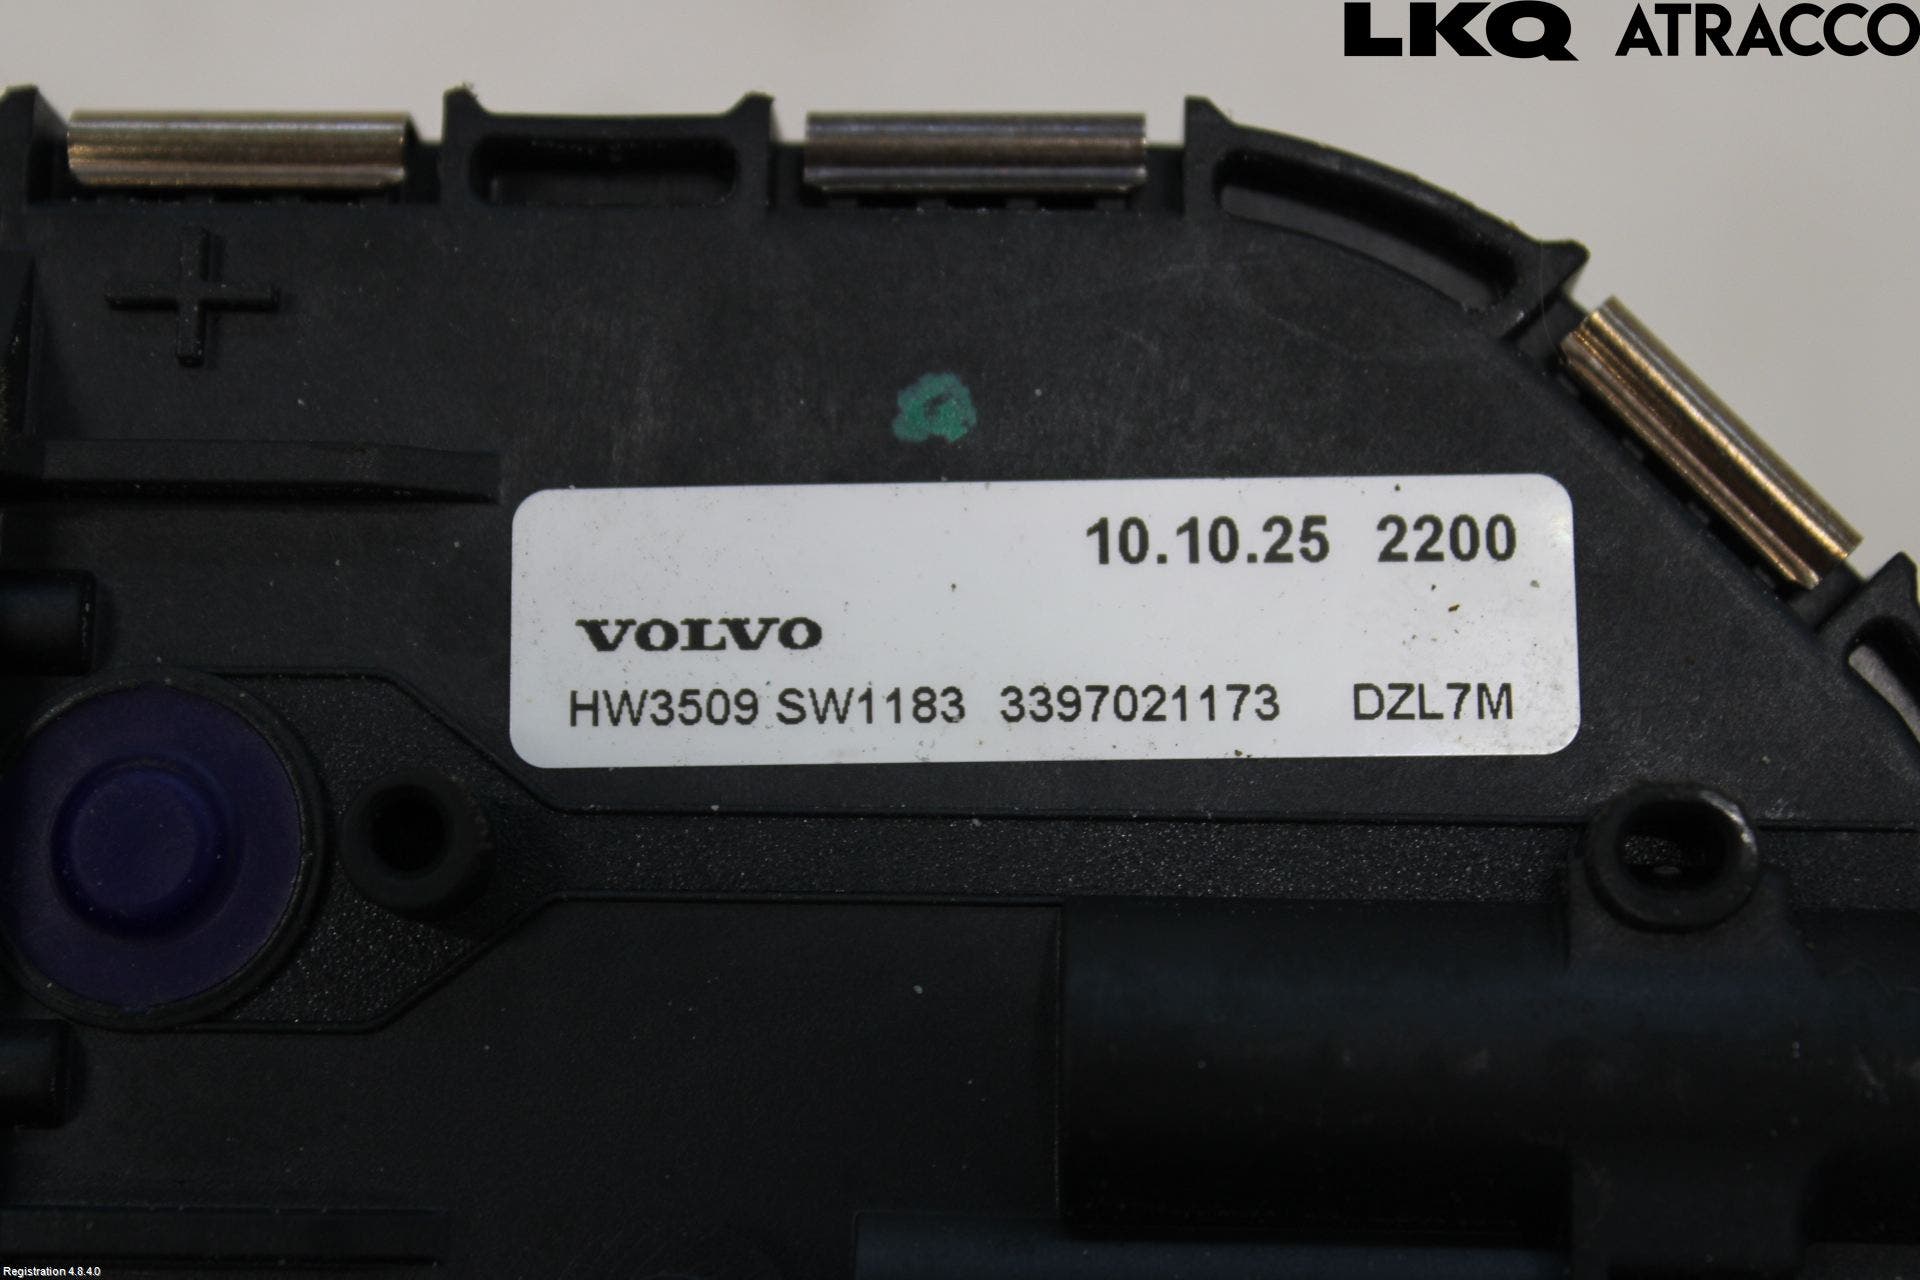 LKQ ATRACCO
10.10.25 2200
VOLVO
HW3509 SW1183 3397021173 DZL7M
Registration 4.8.4.0